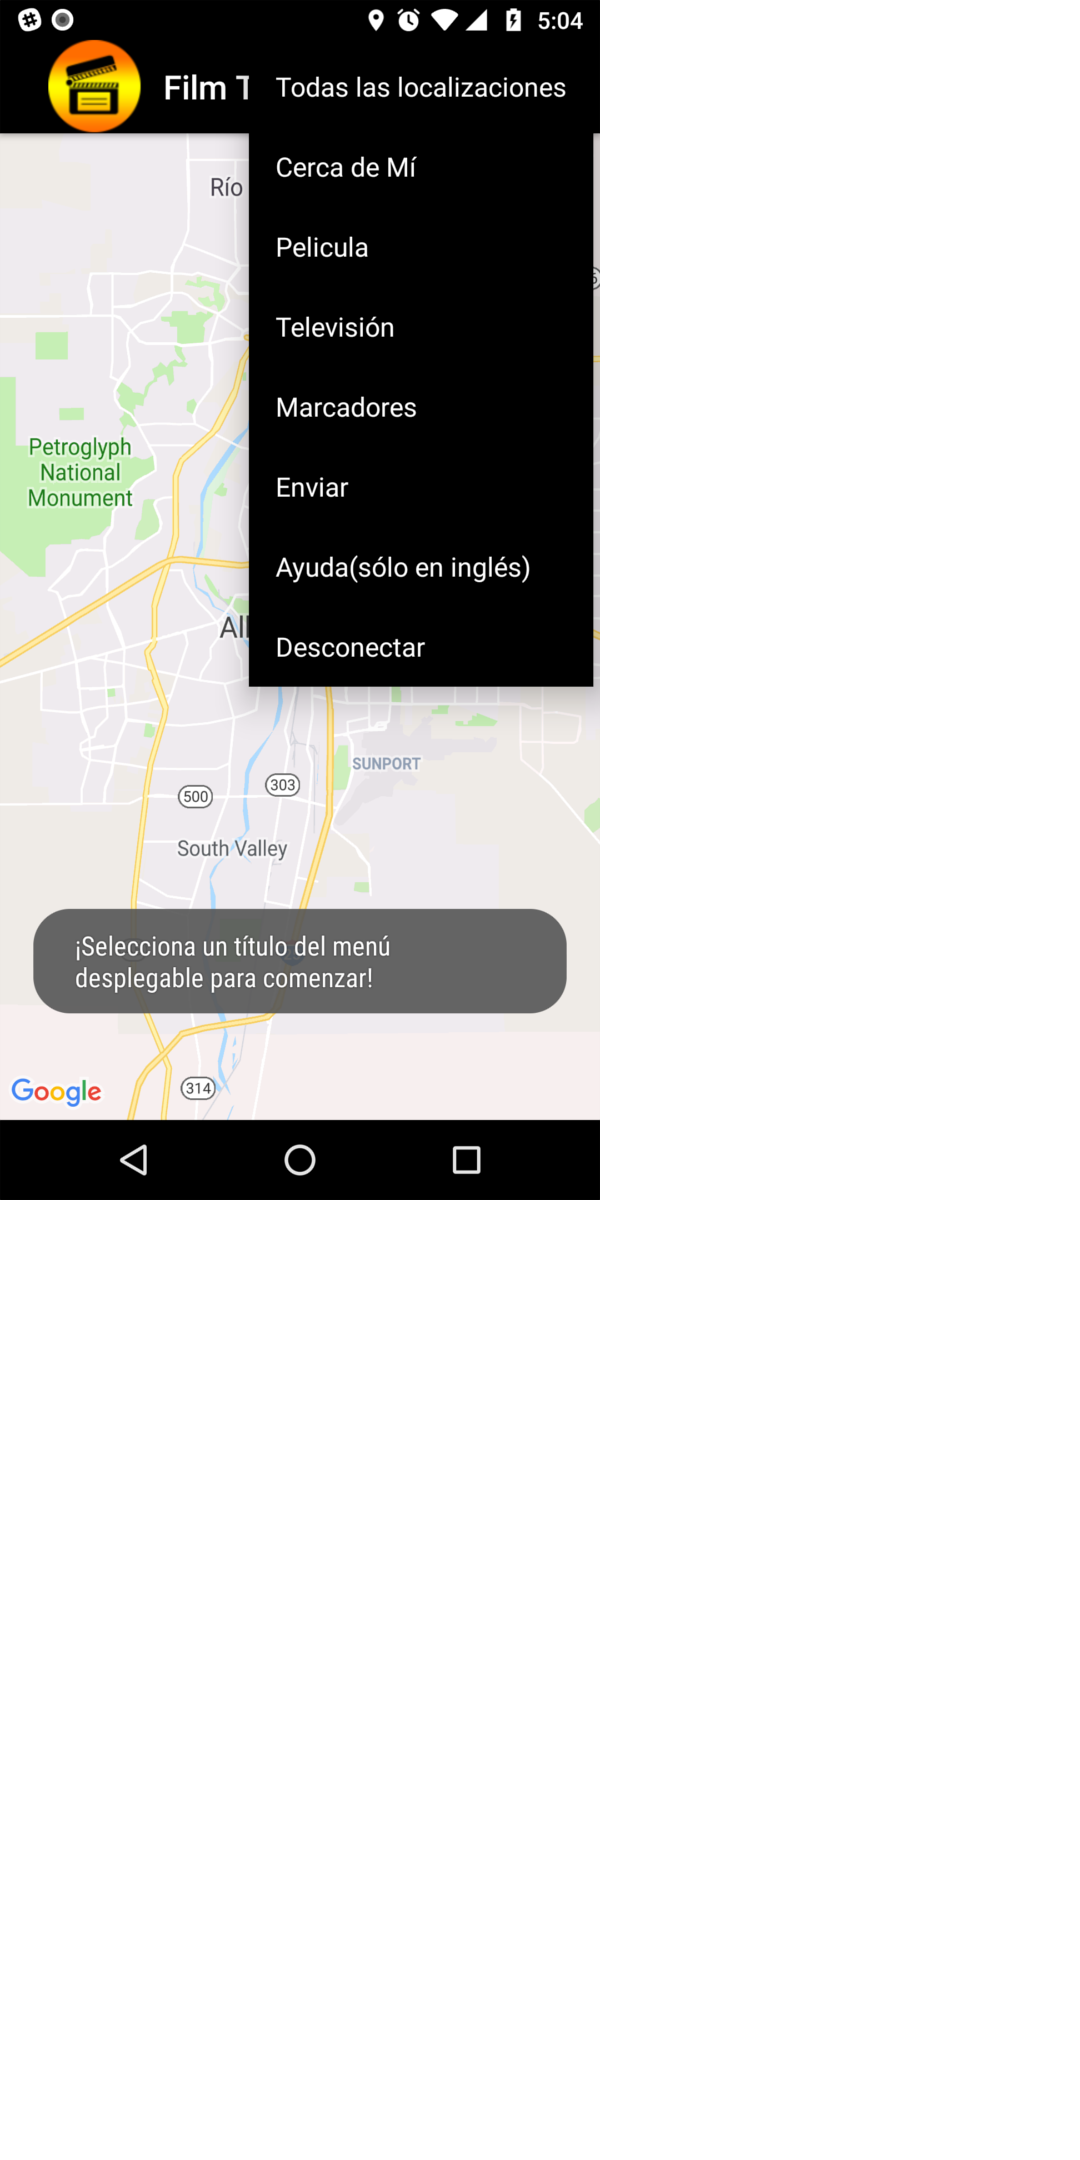 5:04
Film T
Todas las localizaciones
Cerca de Mí
Río
Pelicula
Televisión
Marcadores
Petroglyph
National
Monument
Enviar
Ayuda(sólo en inglés)
Desconectar
SUNPORT
303
500
South Valley
¡Selecciona un título del menú
desplegable para comenzar!
Google
314